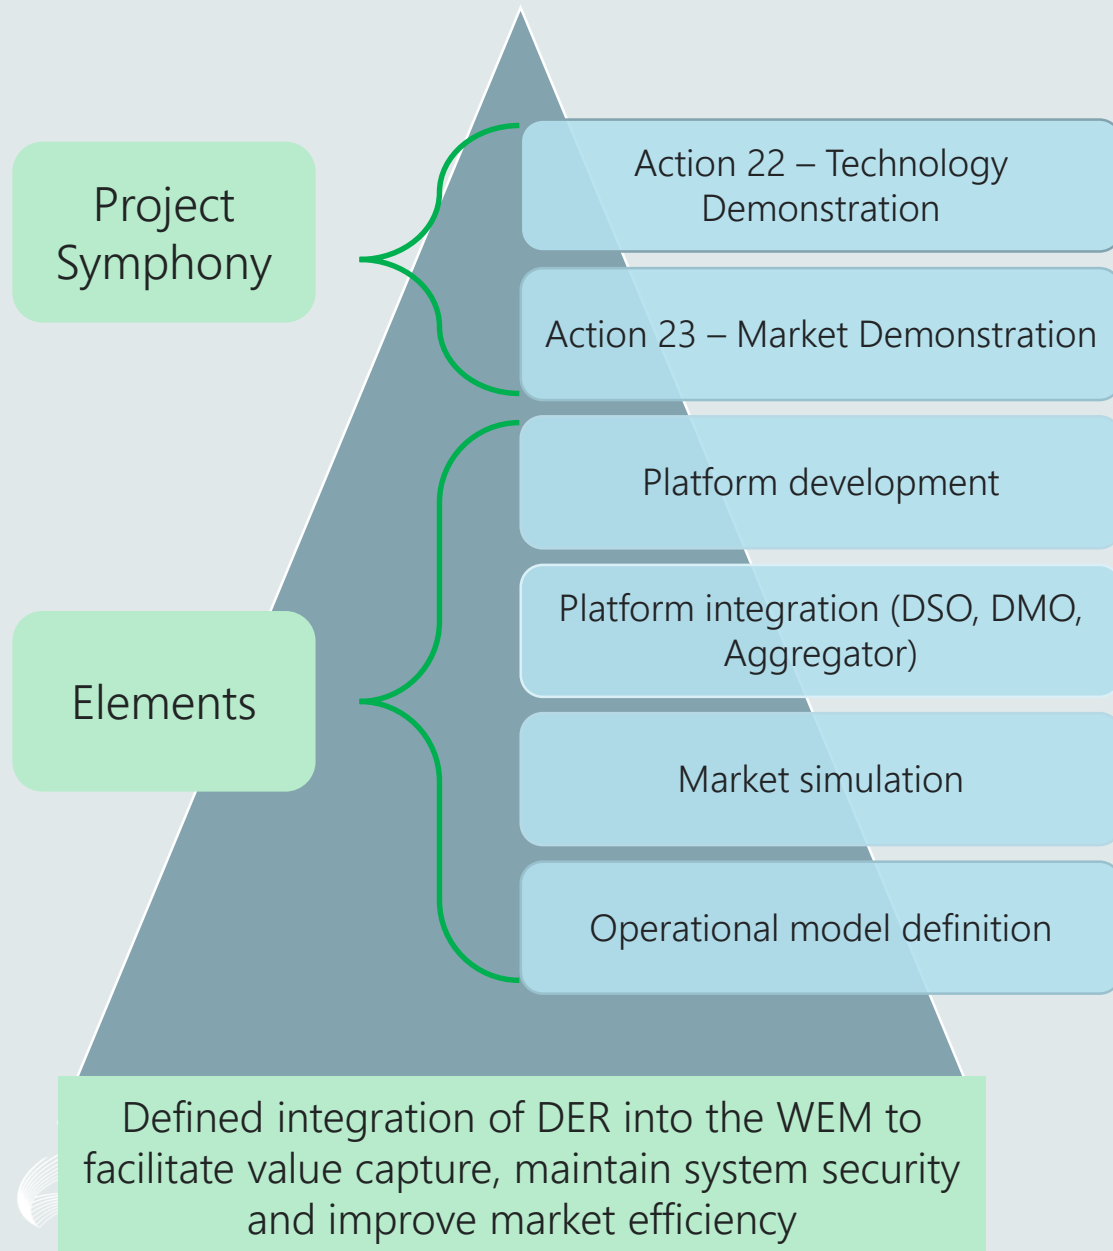 Project
Symphony
Action 22 – Technology
Demonstration
Action 23 – Market Demonstration
Elements
Platform development
Platform integration (DSO, DMO,
Aggregator)
Market simulation
Operational model definition
Defined integration of DER into the WEM to
facilitate value capture, maintain system security
and improve market efficiency